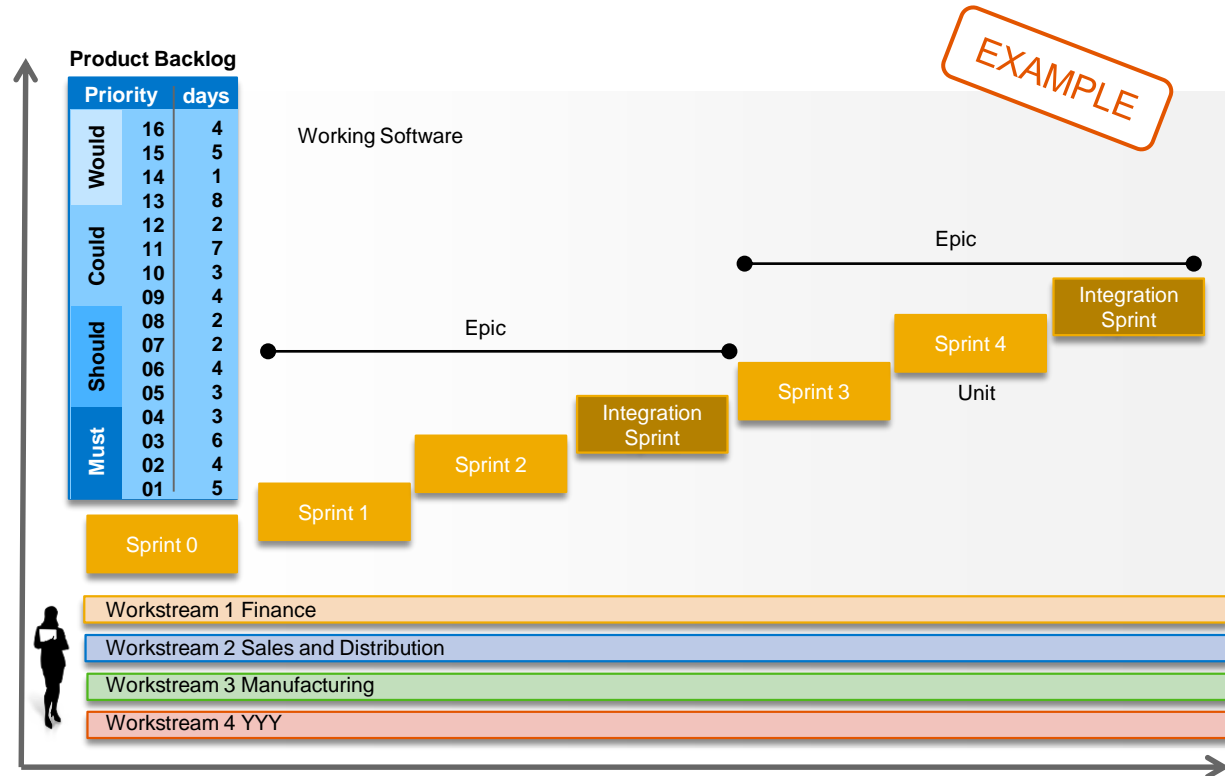 Product Backlog
EXAMPLE
Priority days
Would
16 4
15 5
14 1
13 8
Could
12 2
11 7
10 3
09 4
Should
08 2
07 2
06 4
05 3
Must
04 3
03 6
02 4
01 5
Working Software
Epic
Epic
Integration
Sprint
Sprint 4
Sprint 3
Unit
Integration
Sprint
Sprint 2
Sprint 1
Sprint 0
Workstream 1 Finance
Workstream 2 Sales and Distribution
Workstream 3 Manufacturing
Workstream 4 YYY